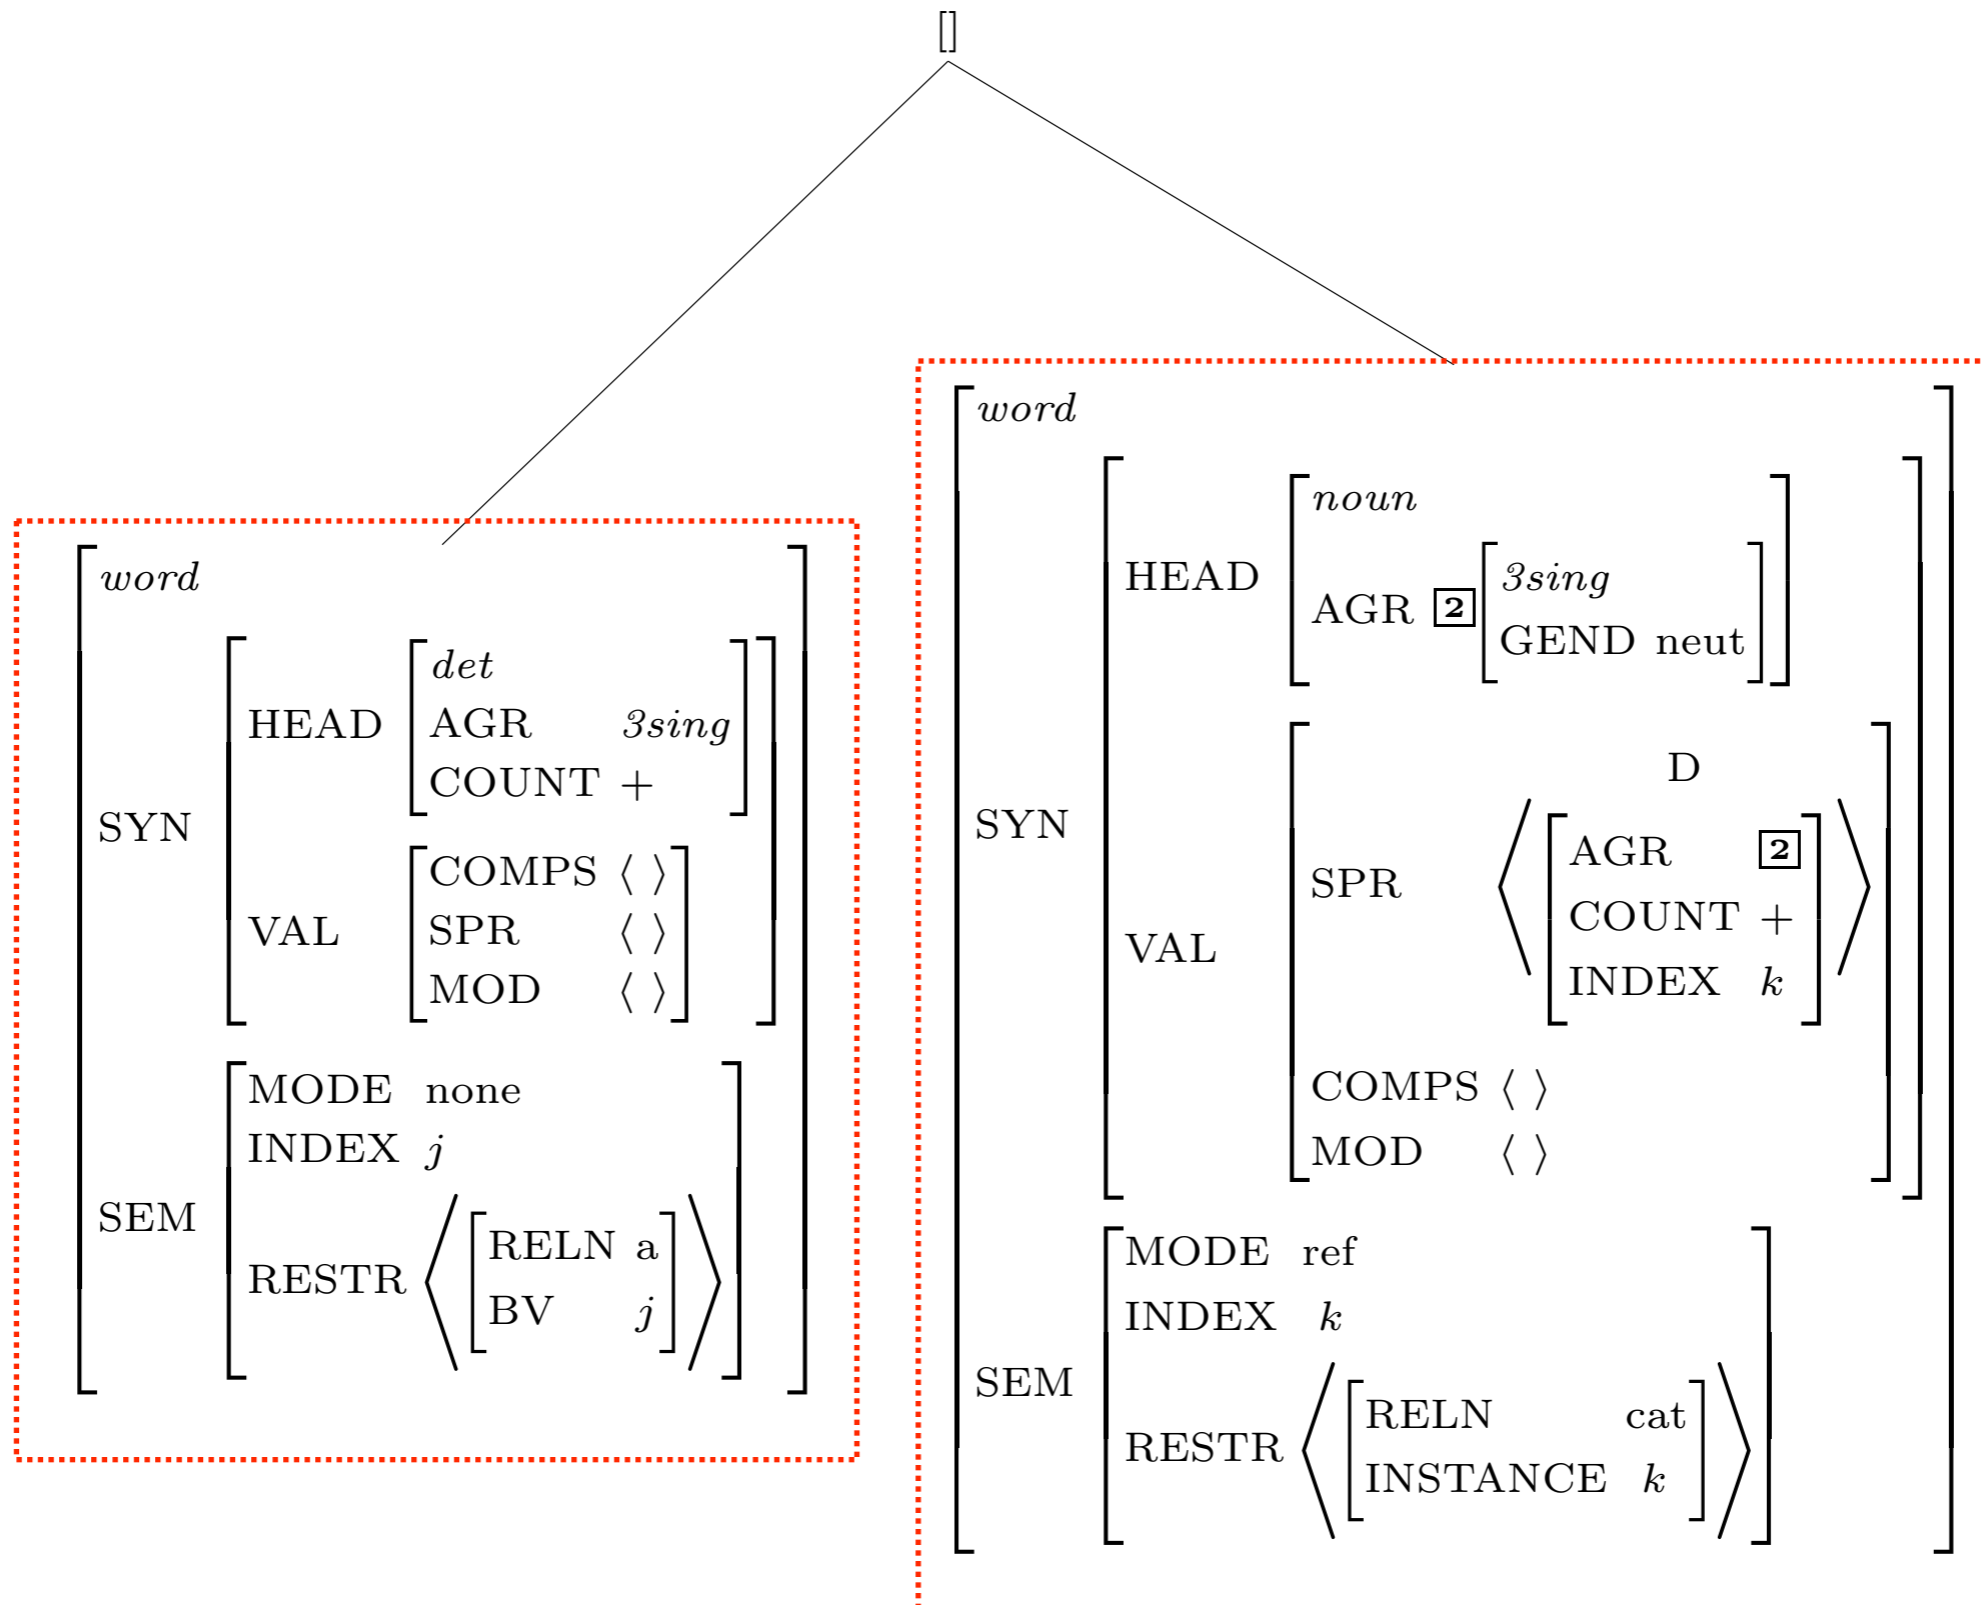 []
word
SYN
HEAD
det
AGR 3sing
COUNT +
VAL
COMPS ⟨ ⟩
SPR ⟨ ⟩
MOD ⟨ ⟩
SEM
MODE none
INDEX j
RESTR
RELN a
BV j
word
SYN
HEAD
noun
AGR 2
3sing
GEND neut
VAL
SPR
D
AGR 2
COUNT +
INDEX k
COMPS ⟨ ⟩
MOD ⟨ ⟩
SEM
MODE ref
INDEX k
RESTR
RELN cat
INSTANCE k